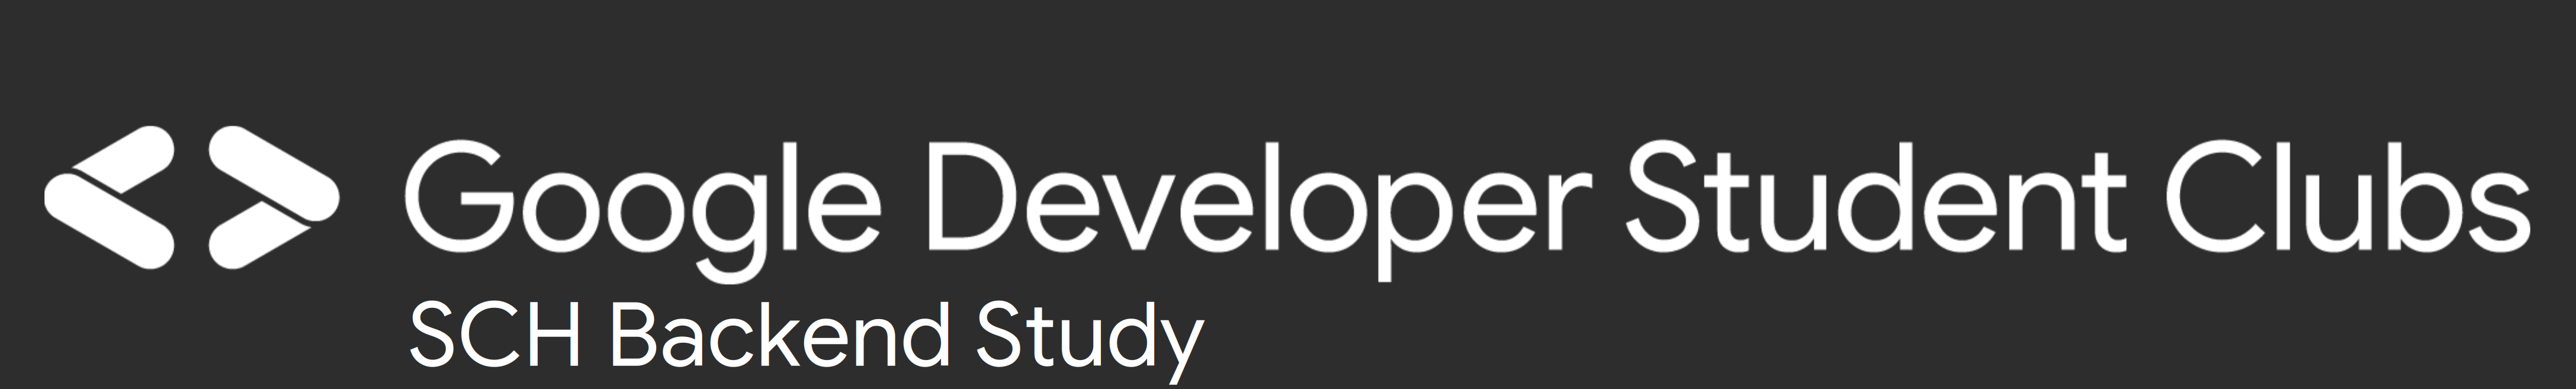 Google Developer Student Clubs
SCH Backend Study